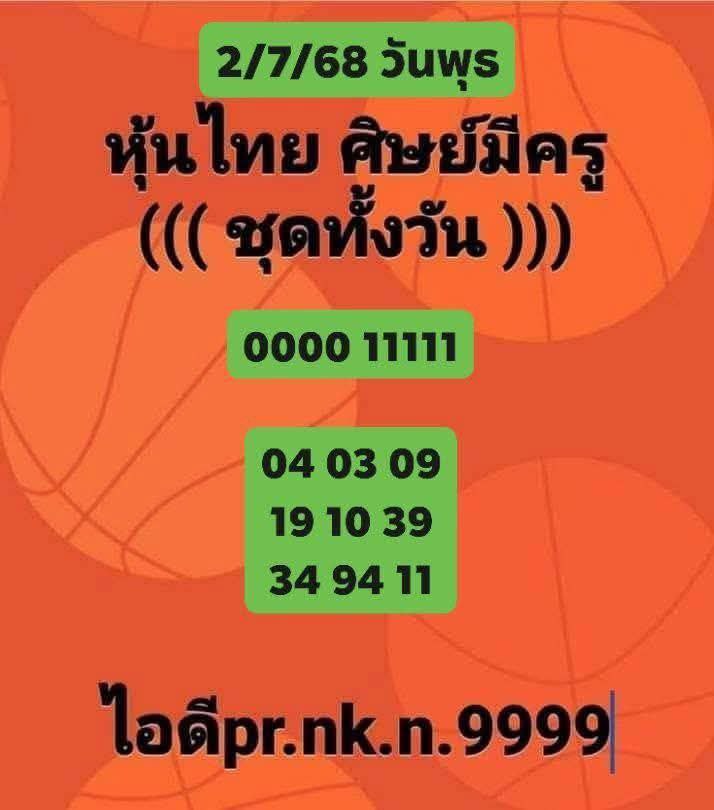 2/7/68 วันพุธ
หุ้นไทย ศิษย์มีครู
((( ชุดทั้งวัน )))
0000 11111
04 03 09
19 10 39
34 94 11
ไอดีpr.nk.n.9999